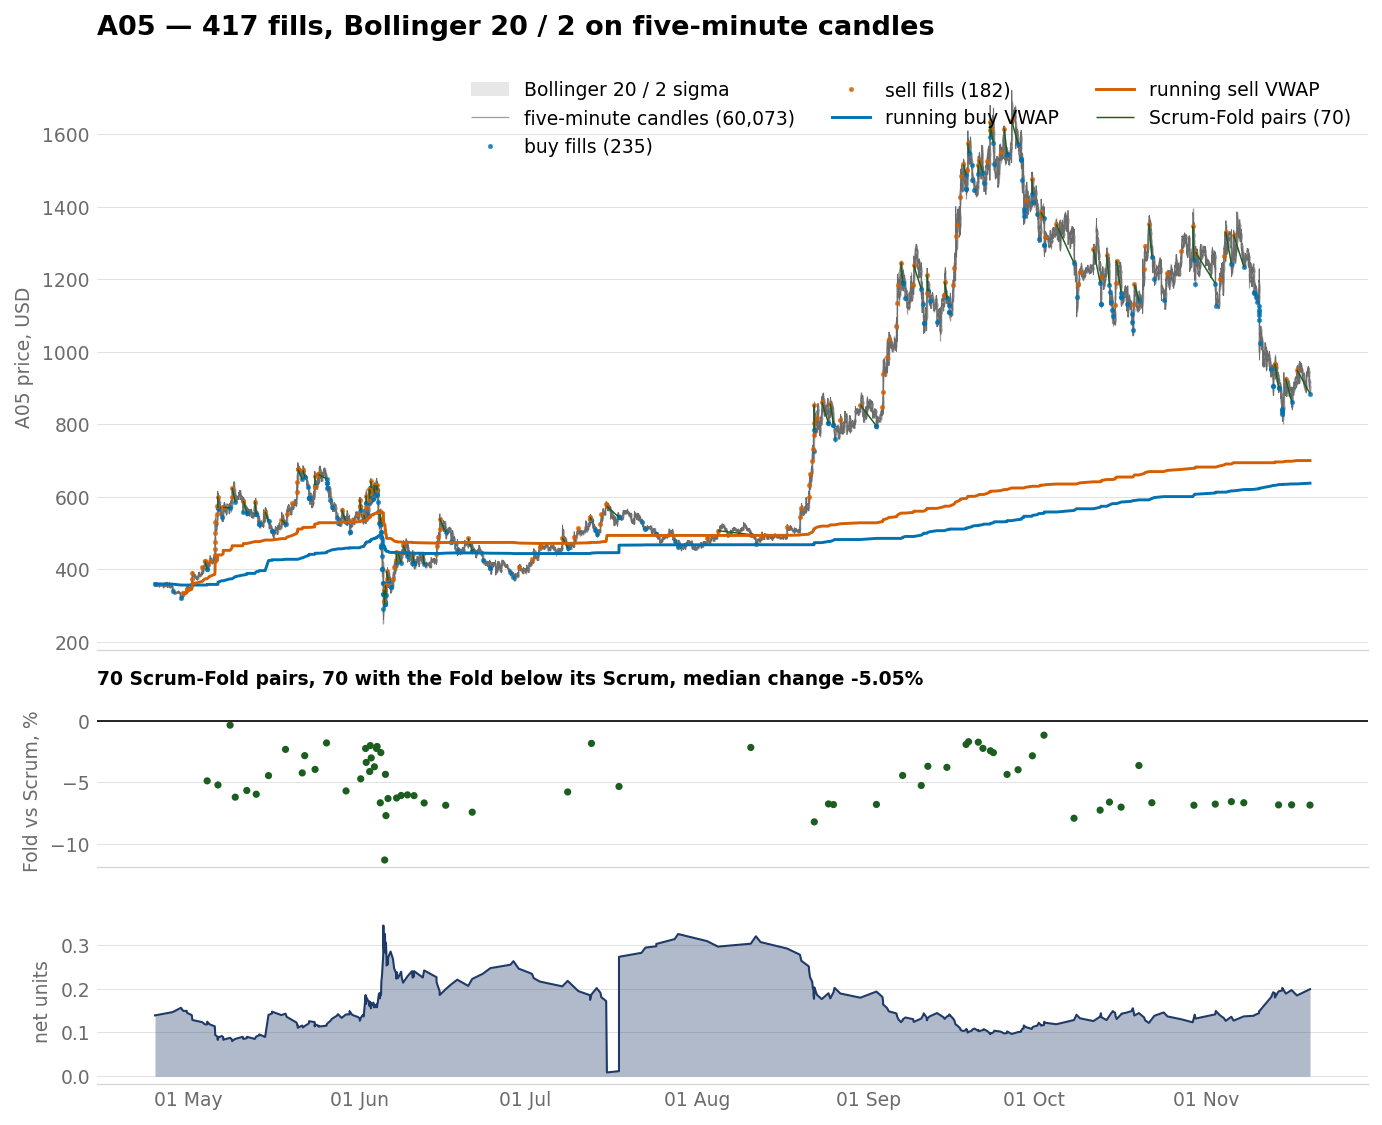 A05 — 417 fills, Bollinger 20 / 2 on five-minute candles
Bollinger 20 / 2 sigma
five-minute candles (60,073)
buy fills (235)
sell fills (182)
running buy VWAP
running sell VWAP
Scrum-Fold pairs (70)
A05 price, USD
1600
1400
1200
1000
800
600
400
200
70 Scrum-Fold pairs, 70 with the Fold below its Scrum, median change -5.05%
Fold vs Scrum, %
0
−5
−10
net units
0.3
0.2
0.1
0.0
01 May
01 Jun
01 Jul
01 Aug
01 Sep
01 Oct
01 Nov